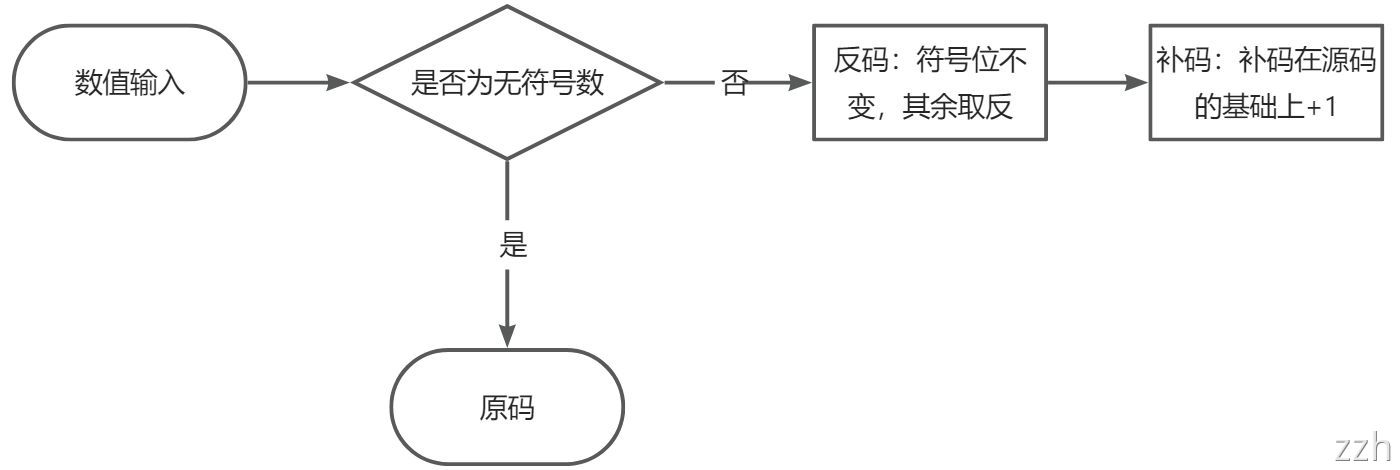 数值输入
是否为无符号数
否
反码：符号位不
变，其余取反
补码：补码在源码
的基础上+1
是
原码
zzh